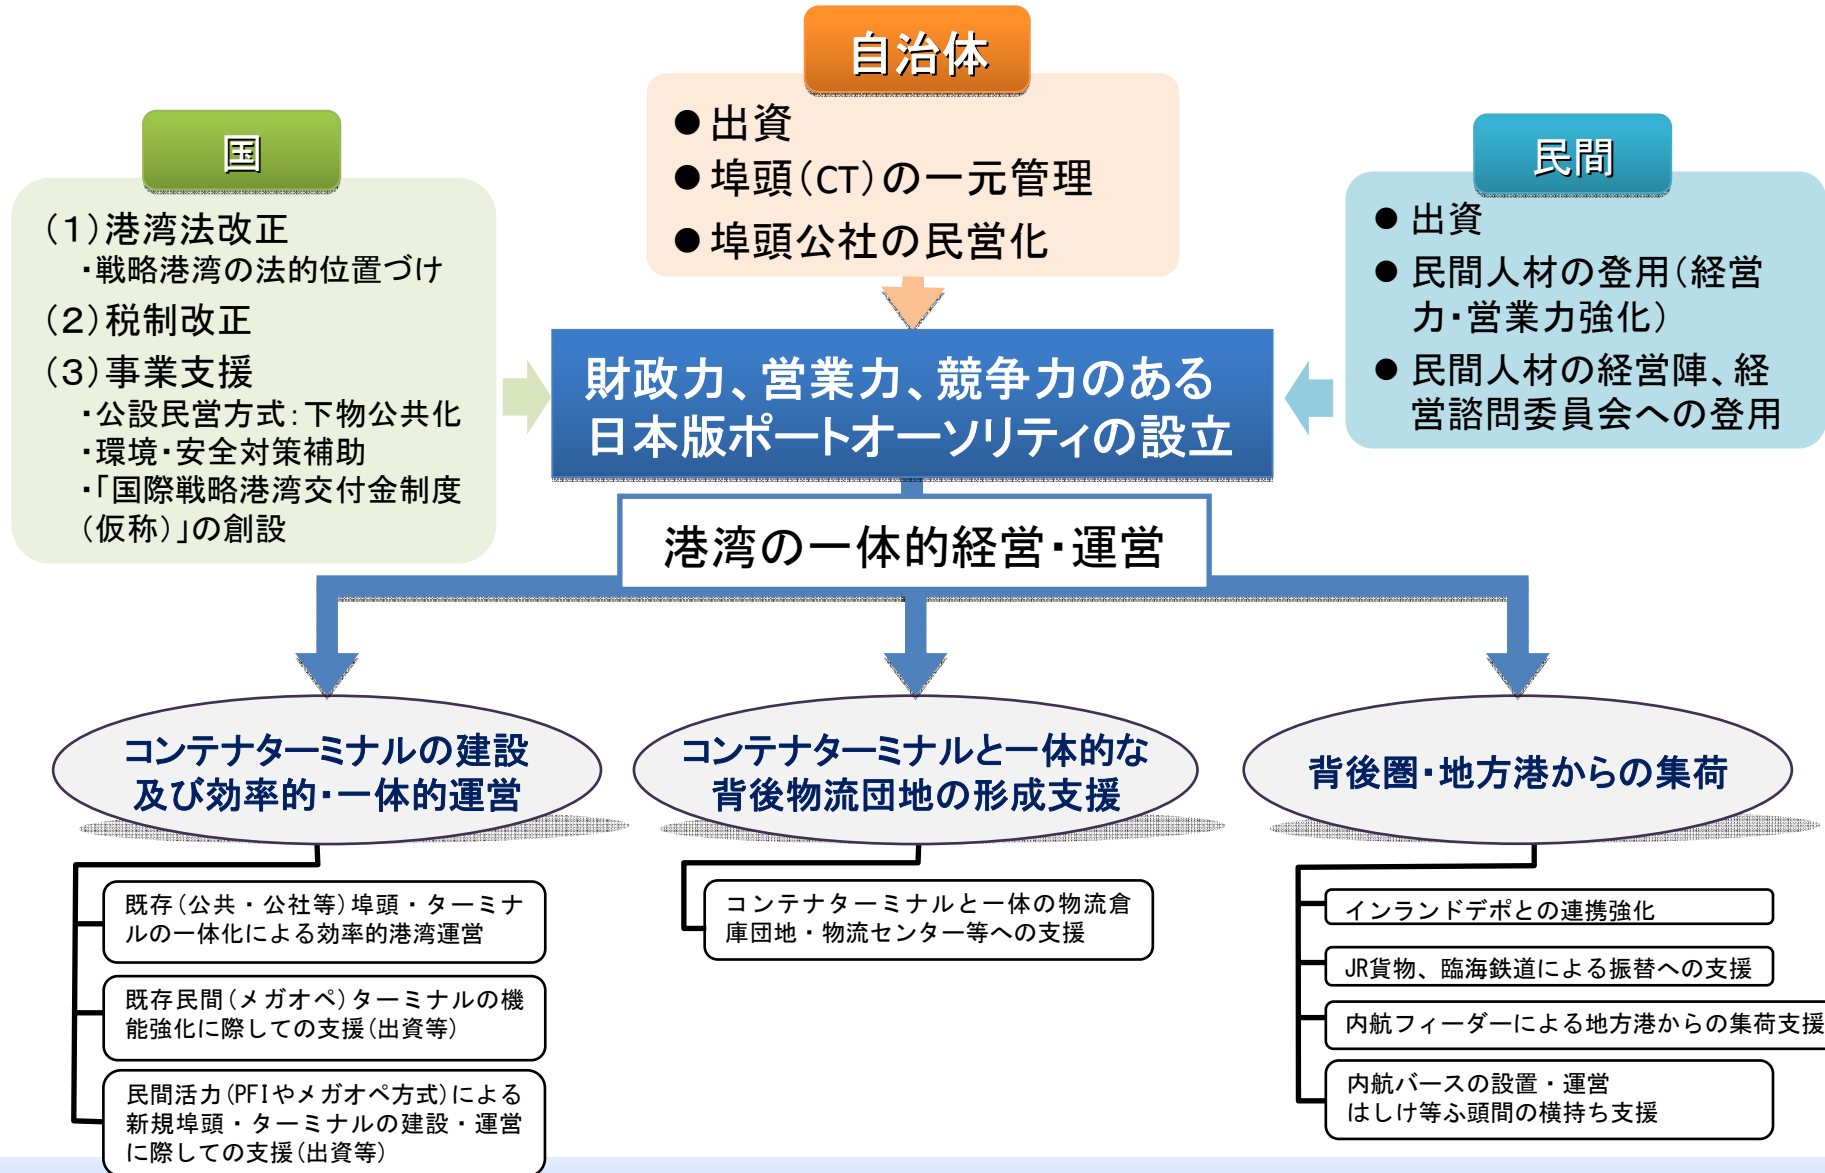 自治体
●出資
●埠頭(CT)の一元管理
●埠頭公社の民営化
国
(1)港湾法改正
・戦略港湾の法的位置づけ
(2)税制改正
(3)事業支援
・公設民営方式:下物公共化
・環境・安全対策補助
・「国際戦略港湾交付金制度
(仮称)」の創設
民間
●出資
●民間人材の登用(経営
力・営業力強化)
●民間人材の経営陣、経
営諮問委員会への登用
財政力、営業力、競争力のある
日本版ポートオーソリティの設立
港湾の一体的経営・運営
コンテナターミナルの建設
及び効率的・一体的運営
既存(公共・公社等)埠頭・ターミナ
ルの一体化による効率的港湾運営
既存民間(メガオペ)ターミナルの機
能強化に際しての支援(出資等)
民間活力(PFIやメガオペ方式)による
新規埠頭・ターミナルの建設・運営
に際しての支援(出資等)
コンテナターミナルと一体的な
背後物流団地の形成支援
コンテナターミナルと一体の物流倉
庫団地・物流センター等への支援
背後圏・地方港からの集荷
インランドデポとの連携強化
JR貨物、臨海鉄道による振替への支援
内航フィーダーによる地方港からの集荷支援
内航バースの設置・運営
はしけ等ふ頭間の横持ち支援